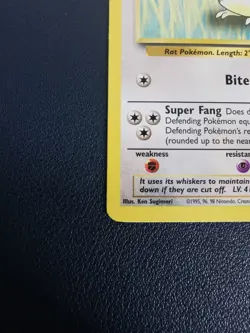 Rat Pokémon. Length: 2'
Bite
Super Fang Does d
Defending Pokémon equ
Defending Pokémon's re
(rounded up to the near
weakness
resistan
It uses its whiskers to maintain
down if they are cut off. LV. 4
Illus. Ken Sugimori
©1995, 96, 98 Nintendo, Creat